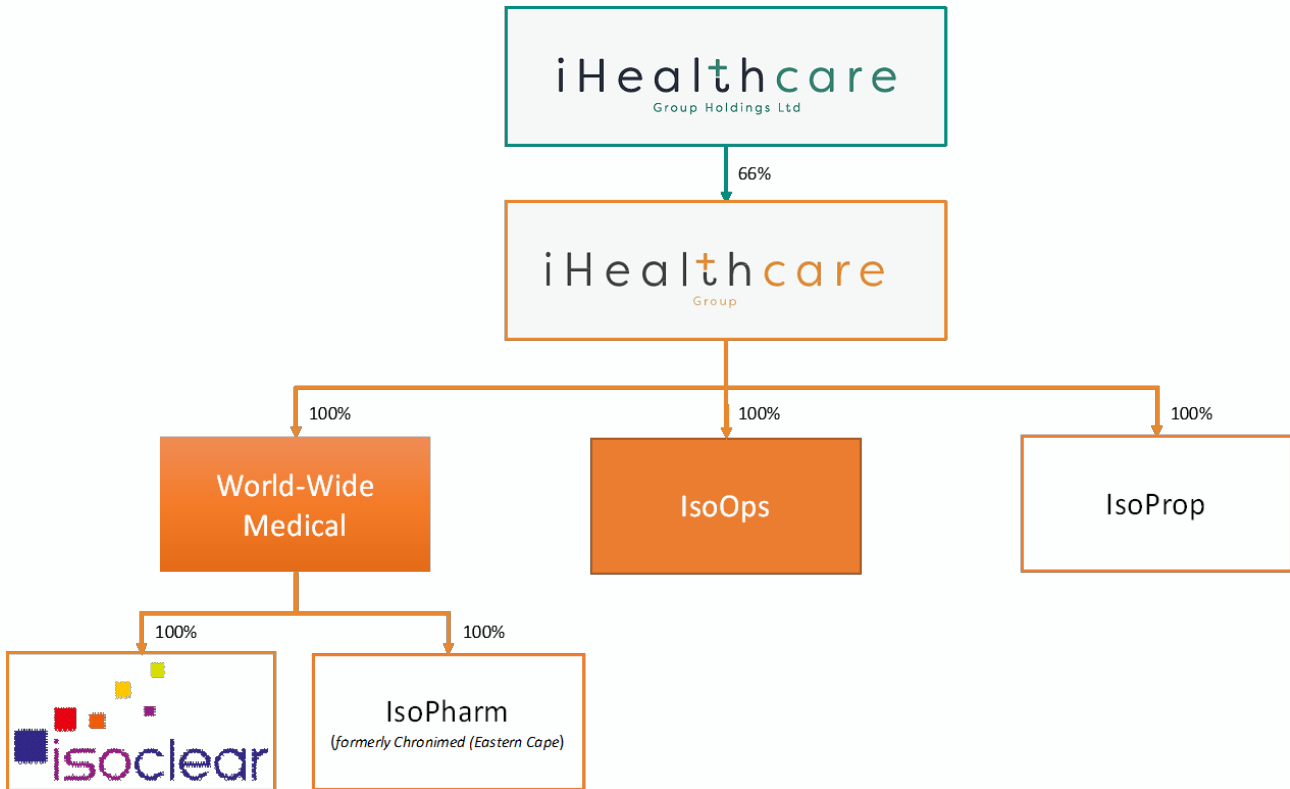 iHealthcare
Group Holdings Ltd
66%
iHealthcare
Group
100%
100%
100%
World-Wide
Medical
IsoOps
IsoProp
100%
100%
isoclear
IsoPharm
(formerly Chronimed (Eastern Cape)